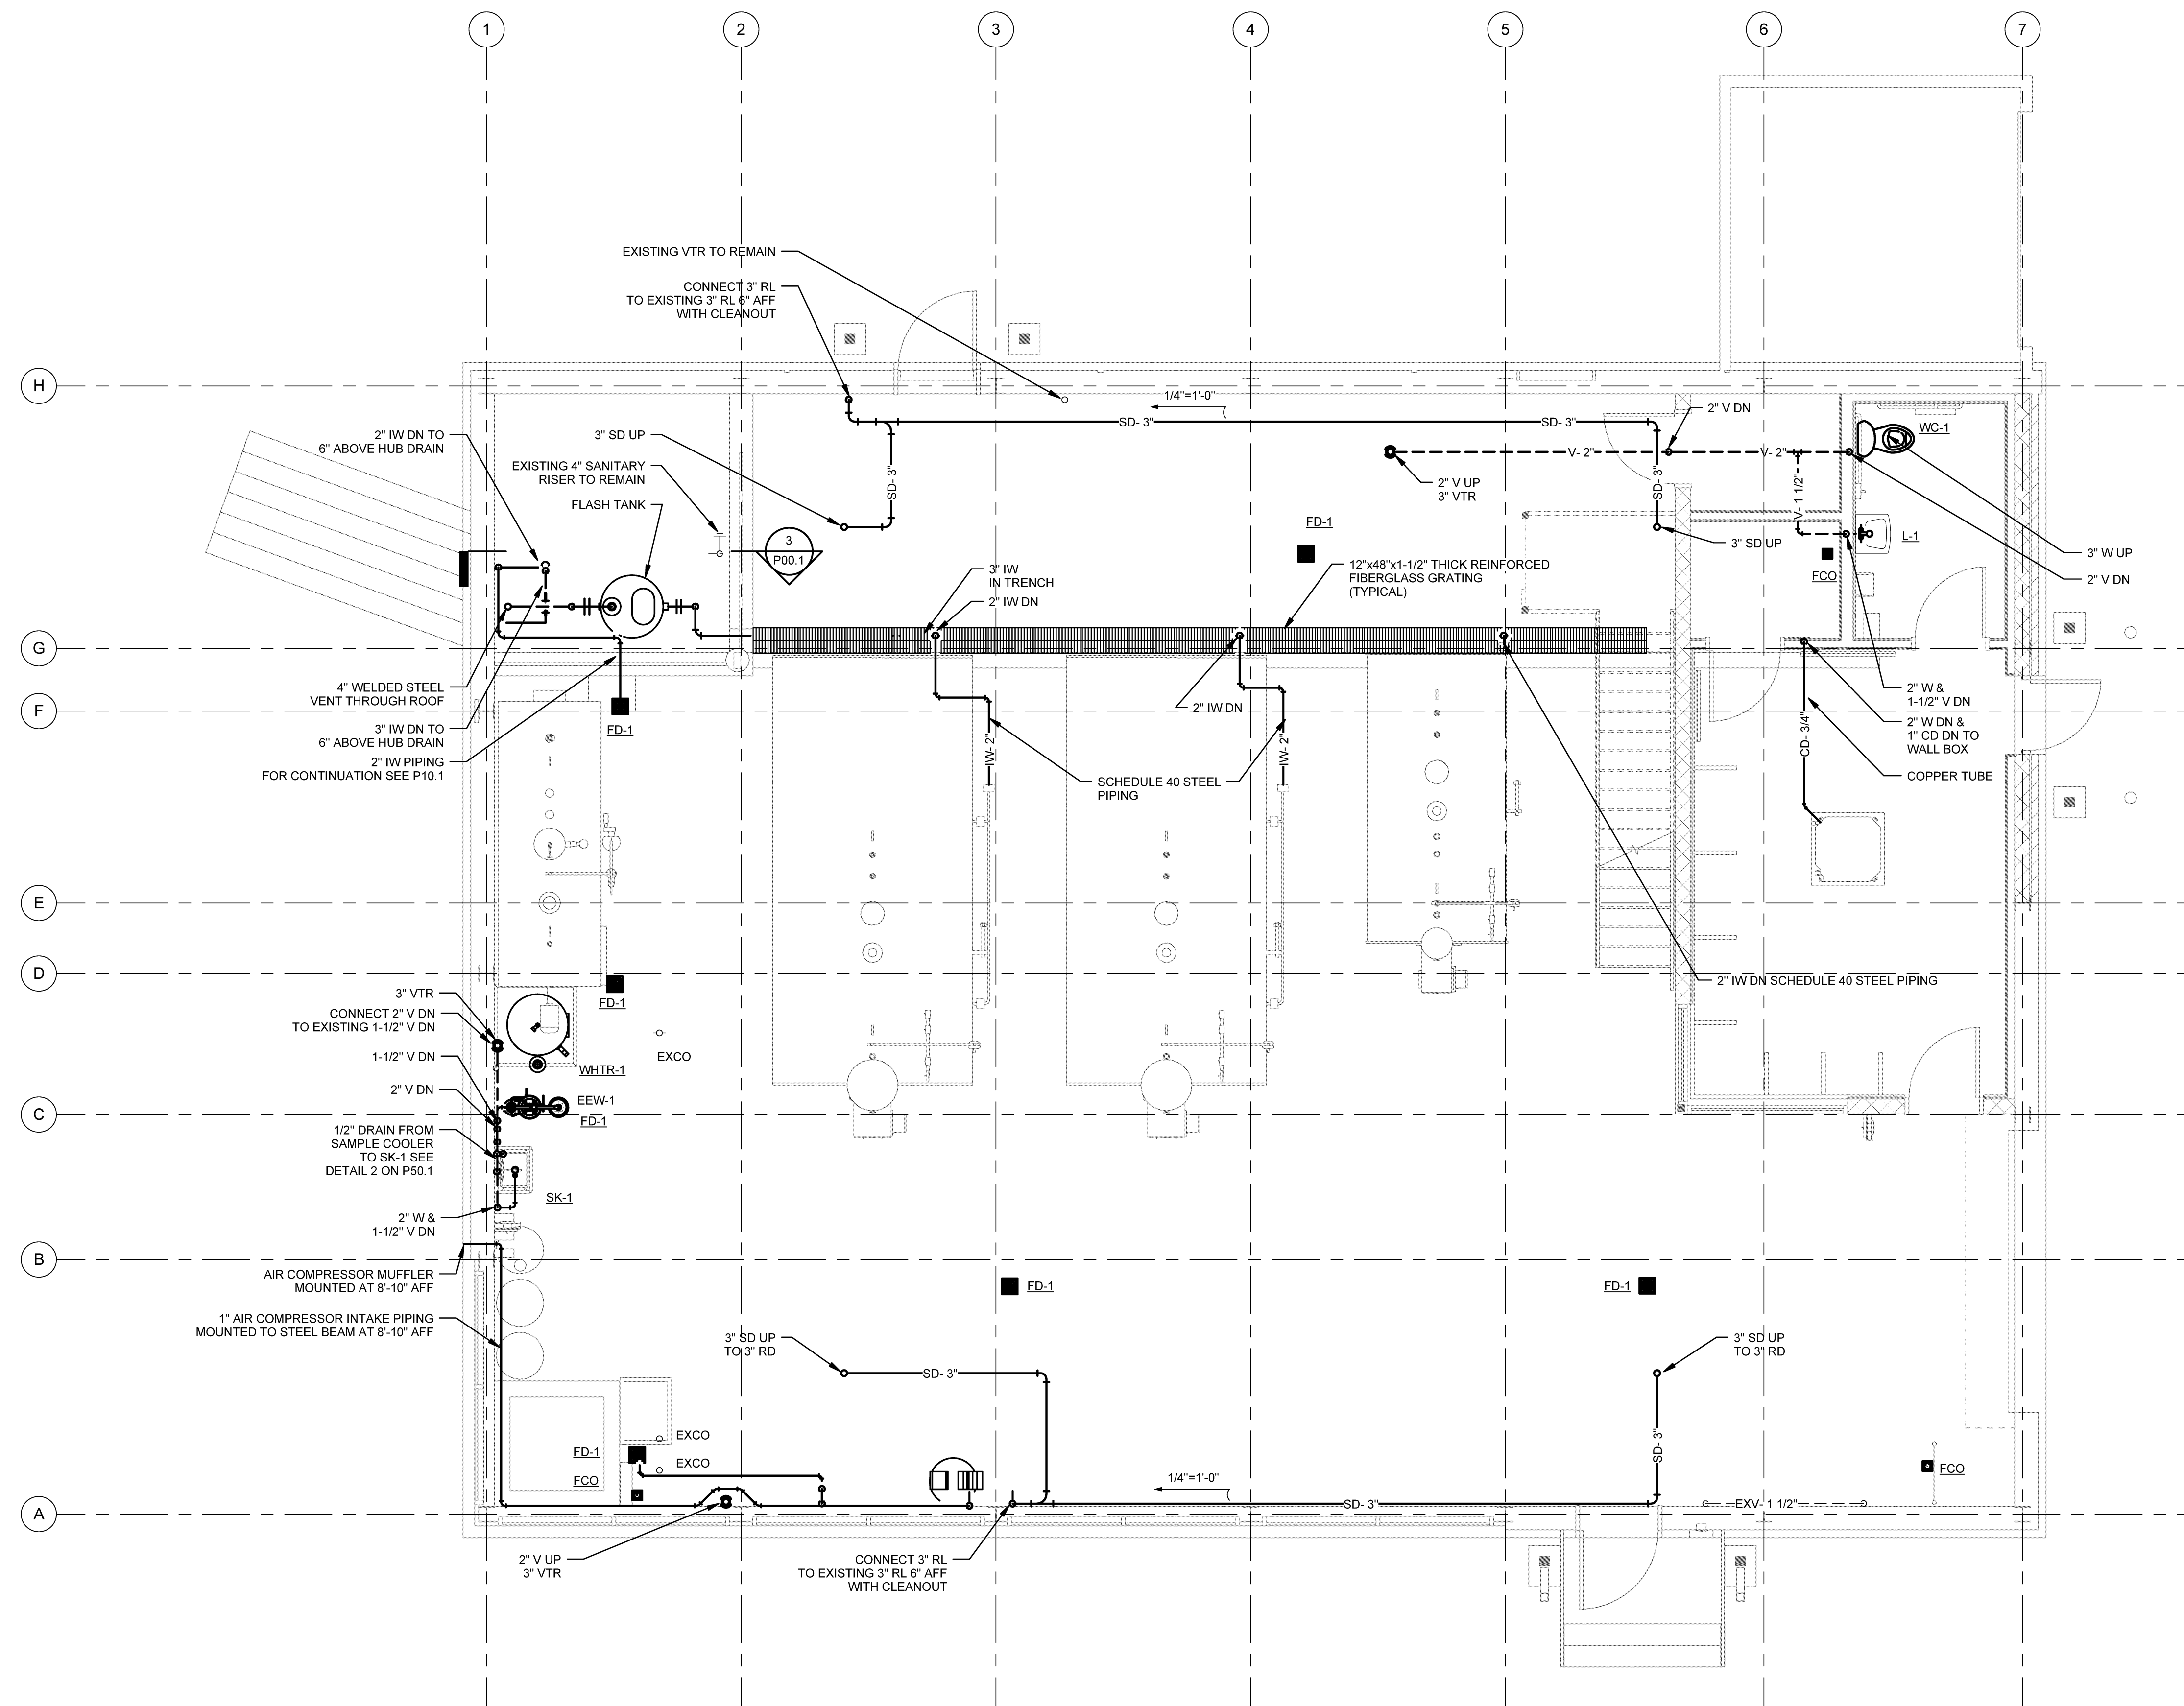 1
2
3
4
5
6
7
EXISTING VTR TO REMAIN
CONNECT 3" RL
TO EXISTING 3" RL 6" AFF
WITH CLEANOUT
H
1/4"=1'-0"
SD- 3"
SD- 3"
2" V DN
WC-1
2" IW DN TO
6" ABOVE HUB DRAIN
3" SD UP
EXISTING 4" SANITARY
RISER TO REMAIN
FLASH TANK
SD- 3"
V- 2"
V- 2"
2" V UP
3" VTR
SD- 3"
V- 1 1/2"
FD-1
3
P00.1
3" SD UP
L-1
FCO
3" W UP
2" V DN
3" IW
IN TRENCH
2" IW DN
12"x48"x1-1/2" THICK REINFORCED
FIBERGLASS GRATING
(TYPICAL)
G
4" WELDED STEEL
VENT THROUGH ROOF
F
3" IW DN TO
6" ABOVE HUB DRAIN
2" IW PIPING
FOR CONTINUATION SEE P10.1
FD-1
2" IW DN
IW- 2"
IW- 2"
SCHEDULE 40 STEEL
PIPING
CD- 3/4"
2" W &
1-1/2" V DN
2" W DN &
1" CD DN TO
WALL BOX
COPPER TUBE
E
D
2" IW DN SCHEDULE 40 STEEL PIPING
3" VTR
CONNECT 2" V DN
TO EXISTING 1-1/2" V DN
1-1/2" V DN
2" V DN
FD-1
EXCO
WHTR-1
EEW-1
FD-1
C
1/2" DRAIN FROM
SAMPLE COOLER
TO SK-1 SEE
DETAIL 2 ON P50.1
SK-1
2" W &
1-1/2" V DN
B
AIR COMPRESSOR MUFFLER
MOUNTED AT 8'-10" AFF
FD-1
FD-1
1" AIR COMPRESSOR INTAKE PIPING
MOUNTED TO STEEL BEAM AT 8'-10" AFF
3" SD UP
TO 3" RD
SD- 3"
3" SD UP
TO 3" RD
SD- 3"
EXCO
FD-1
EXCO
FCO
FCO
1/4"=1'-0"
SD- 3"
EXV- 1 1/2"
A
2" V UP
3" VTR
CONNECT 3" RL
TO EXISTING 3" RL 6" AFF
WITH CLEANOUT